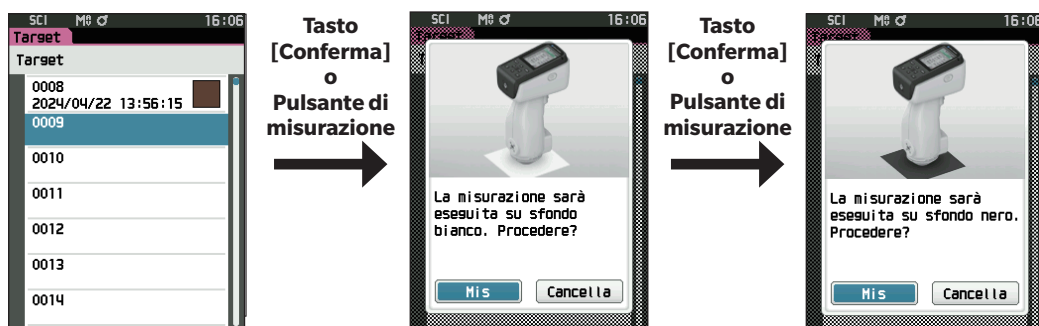 SCI M ♂ 16:06
Target
Target
0008
2024/04/22 13:56:15
0009
0010
0011
0012
0013
0014
Tasto
[Conferma]
o
Pulsante di
misurazione
SCI M ♂ 16:06
Target
La misurazione sarà
eseguita su sfondo
bianco. Procedere?
Mis Cancella
Tasto
[Conferma]
o
Pulsante di
misurazione
SCI M ♂ 16:06
Target
La misurazione sarà
eseguita su sfondo nero.
Procedere?
Mis Cancella